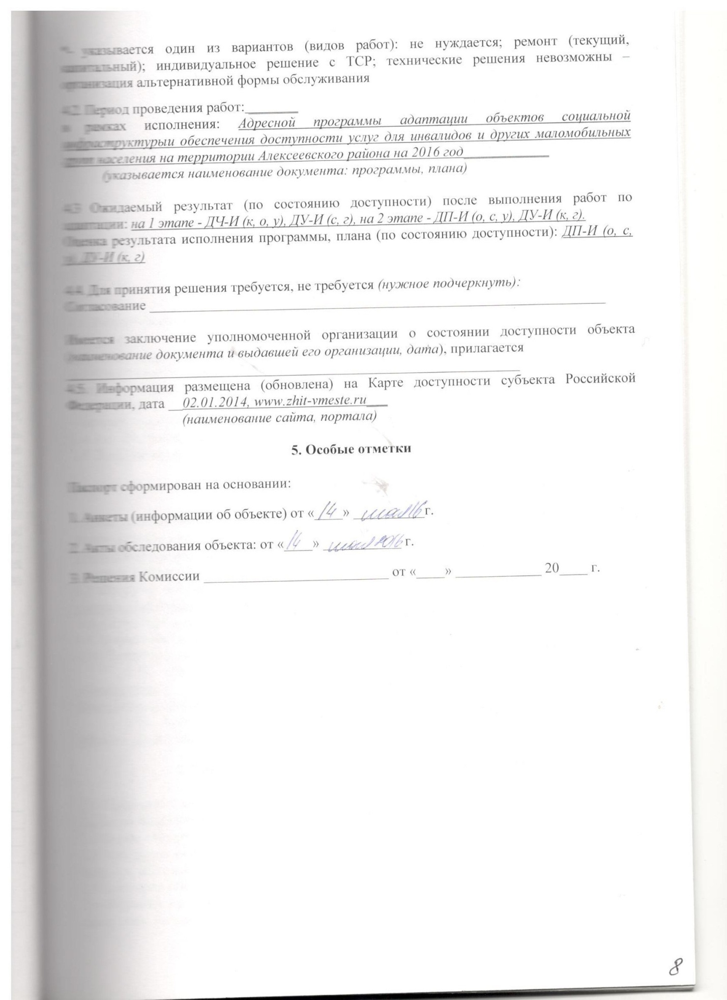 *- указывается один из вариантов (видов работ): не нуждается; ремонт (текущий,
капитальный); индивидуальное решение с ТСР; технические решения невозможны –
организация альтернативной формы обслуживания
4.2. Период проведения работ:________
в рамках исполнения: Адресной программы адаптации объектов социальной
инфраструктурыи обеспечения доступности услуг для инвалидов и других маломобильных
групп населения на территории Алексеевского района на 2016 год____________
(указывается наименование документа: программы, плана)
4.3 Ожидаемый результат (по состоянию доступности) после выполнения работ по
адаптации: на 1 этапе - ДЧ-И (к, о, у), ДУ-И (с, г), на 2 этапе - ДП-И (о, с, у), ДУ-И (к, г).
Оценка результата исполнения программы, плана (по состоянию доступности): ДП-И (о, с,
ДУ-И (к, г)
4.4. Для принятия решения требуется, не требуется (нужное подчеркнуть):
Согласование ____________________
Имеется заключение уполномоченной организации о состоянии доступности объекта
(наименование документа и выдавшей его организации, дата), прилагается
____________________
4.5. Информация размещена (обновлена) на Карте доступности субъекта Российской
Федерации, дата __02.01.2014, www.zhit-vmeste.ru___
(наименование сайта, портала)
5. Особые отметки
Паспорт сформирован на основании:
1. Анкеты (информации об объекте) от «14» 16г.
2. Акты обследования объекта: от «14» 2016 г.
3. Решения Комиссии ____________________ от «____» ____________ 20____ г.
8